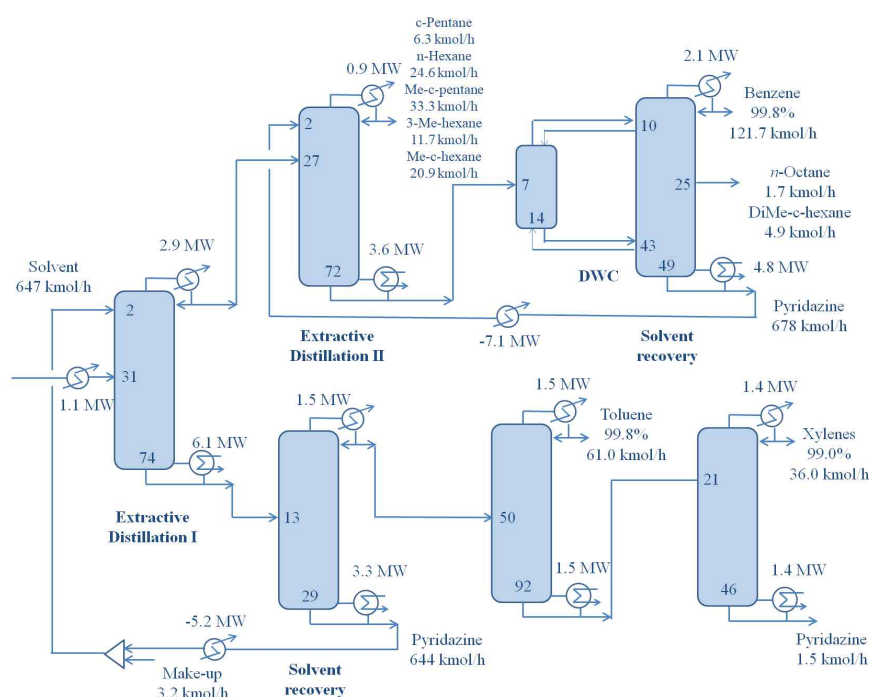 c-Pentane
6.3 kmol/h
n-Hexane
24.6 kmol/h
Me-c-pentane
33.3 kmol/h
3-Me-hexane
11.7 kmol/h
Me-c-hexane
20.9 kmol/h
0.9 MW
2
27
72
3.6 MW
Extractive
Distillation II
7
14
DWC
2.1 MW
10
25
43
49
Benzene
99.8%
121.7 kmol/h
n-Octane
1.7 kmol/h
DiMe-c-hexane
4.9 kmol/h
4.8 MW
Pyridazine
678 kmol/h
-7.1 MW
Solvent
recovery
Solvent
647 kmol/h
2.9 MW
2
31
74
1.1 MW
6.1 MW
Extractive
Distillation I
1.5 MW
13
29
3.3 MW
Pyridazine
644 kmol/h
-5.2 MW
Make-up
3.2 kmol/h
Solvent
recovery
1.5 MW
Toluene
99.8%
61.0 kmol/h
50
92
1.5 MW
1.4 MW
Xylenes
99.0%
36.0 kmol/h
21
46
1.4 MW
Pyridazine
1.5 kmol/h